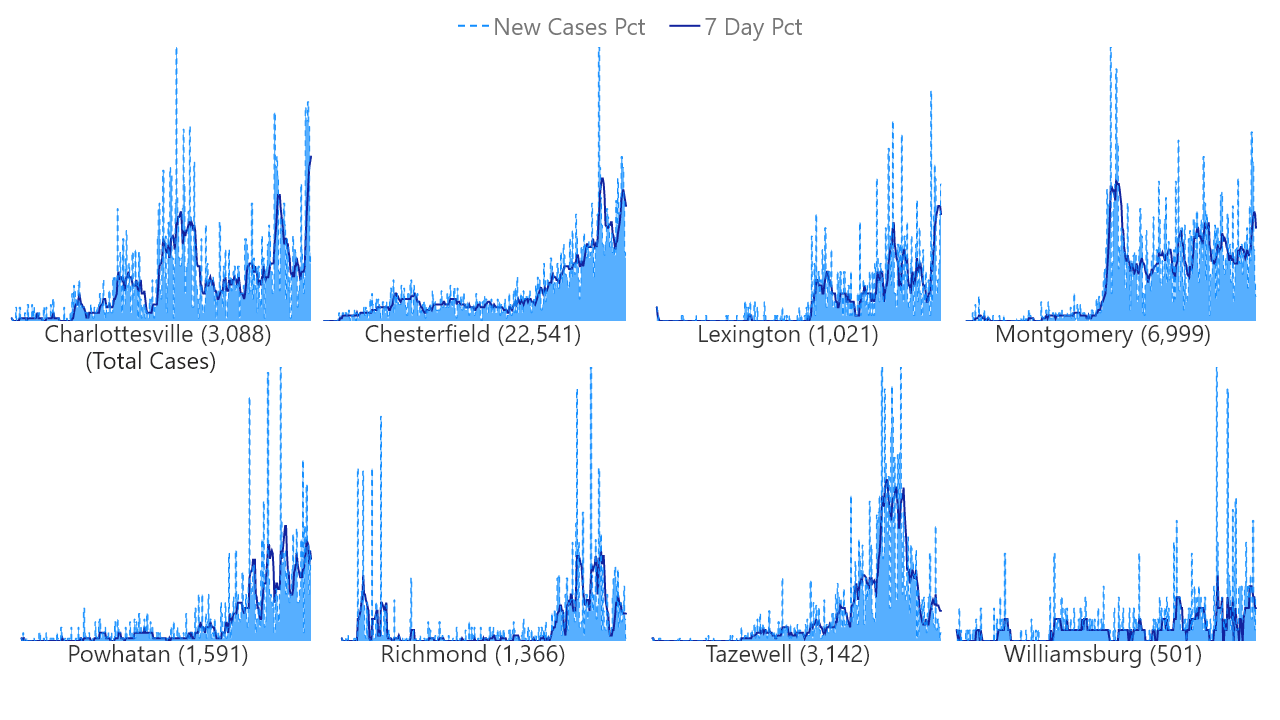 New Cases Pct 7 Day Pct
Charlottesville (3,088) Chesterfield (22,541) Lexington (1,021) Montgomery (6,999)
(Total Cases)
Powhatan (1,591) Richmond (1,366) Tazewell (3,142) Williamsburg (501)